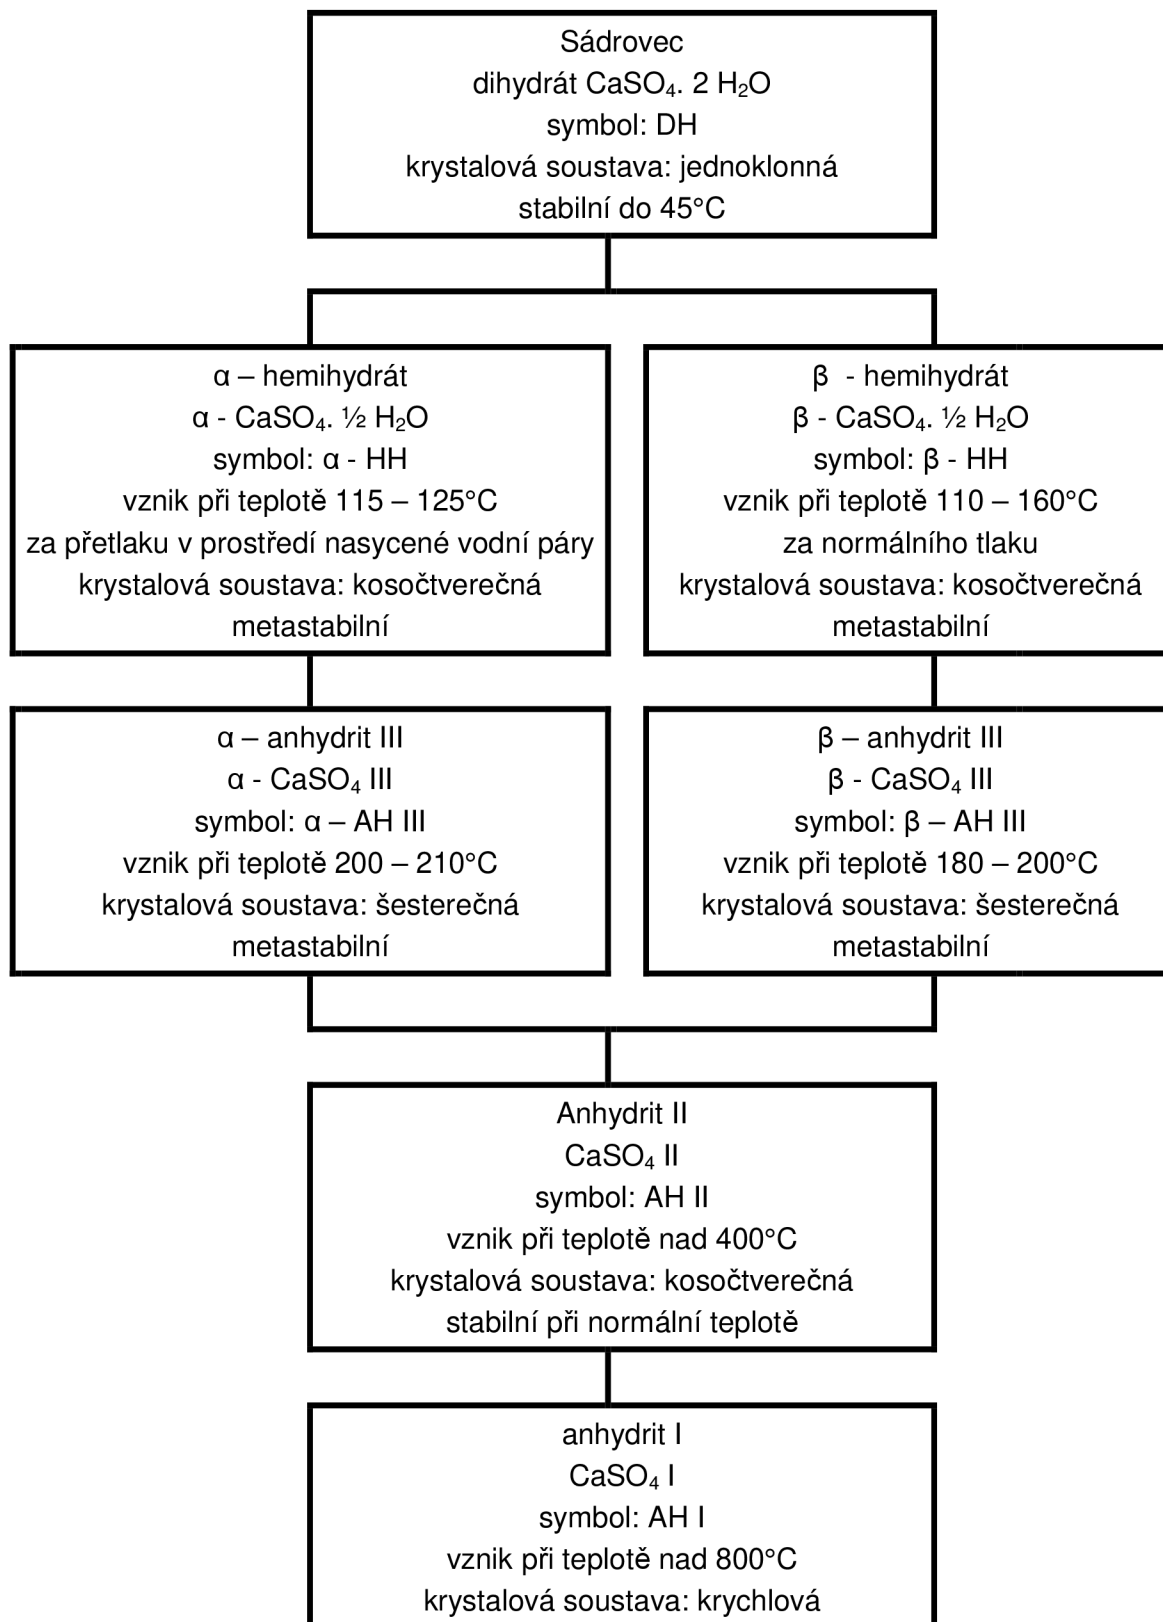 Sádrovec
dihydrát CaSO₄. 2 H₂O
symbol: DH
krystalová soustava: jednoklonná
stabilní do 45°C
α – hemihydrát
α - CaSO₄. ½ H₂O
symbol: α - HH
vznik při teplotě 115 – 125°C
za přetlaku v prostředí nasycené vodní páry
krystalová soustava: kosočtverečná
metastabilní
β - hemihydrát
β - CaSO₄. ½ H₂O
symbol: β - HH
vznik při teplotě 110 – 160°C
za normálního tlaku
krystalová soustava: kosočtverečná
metastabilní
α – anhydrit III
α - CaSO₄ III
symbol: α – AH III
vznik při teplotě 200 – 210°C
krystalová soustava: šesterečná
metastabilní
β – anhydrit III
β - CaSO₄ III
symbol: β – AH III
vznik při teplotě 180 – 200°C
krystalová soustava: šesterečná
metastabilní
Anhydrit II
CaSO₄ II
symbol: AH II
vznik při teplotě nad 400°C
krystalová soustava: kosočtverečná
stabilní při normální teplotě
anhydrit I
CaSO₄ I
symbol: AH I
vznik při teplotě nad 800°C
krystalová soustava: krychlová